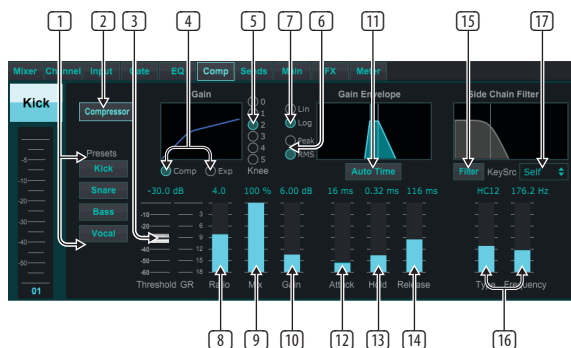 1 2 3 4 5 7 6 11 15 17
Mixer Channel Input Gate EQ Comp Sends Main FX Meter
Kick
Gain
Gain Envelope
Side Chain Filter
Compressor
0
1
2
3
4
5
Knee
Lin
Log
Peak
RMS
Comp Exp
Presets
Kick
Snare
Bass
Vocal
Auto Time
Filter KeySrc Self
-30.0 dB 4.0 100 % 6.00 dB 16 ms 0.32 ms 116 ms HC12 176.2 Hz
-10
-20
-30
-40
-50
-60
3
6
9
12
15
18
Threshold GR Ratio Mix Gain Attack Hold Release Type Frequency
-5
-50
01
8 9 10 12 13 14 16